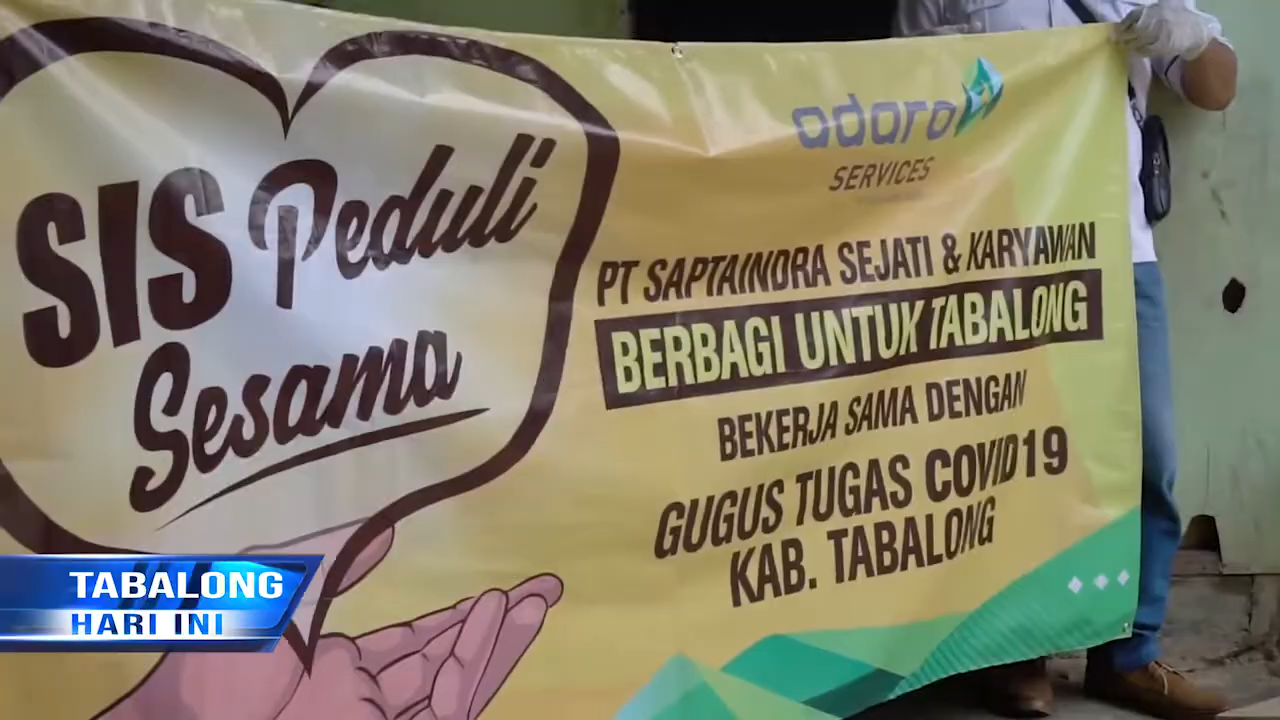 SIS Peduli
Sesama
adaro
SERVICES
PT SAPTAINDRA SEJATI & KARYAWAN
BERBAGI UNTUK TABALONG
BEKERJA SAMA DENGAN
GUGUS TUGAS COVID19
KAB. TABALONG
TABALONG
HARI INI